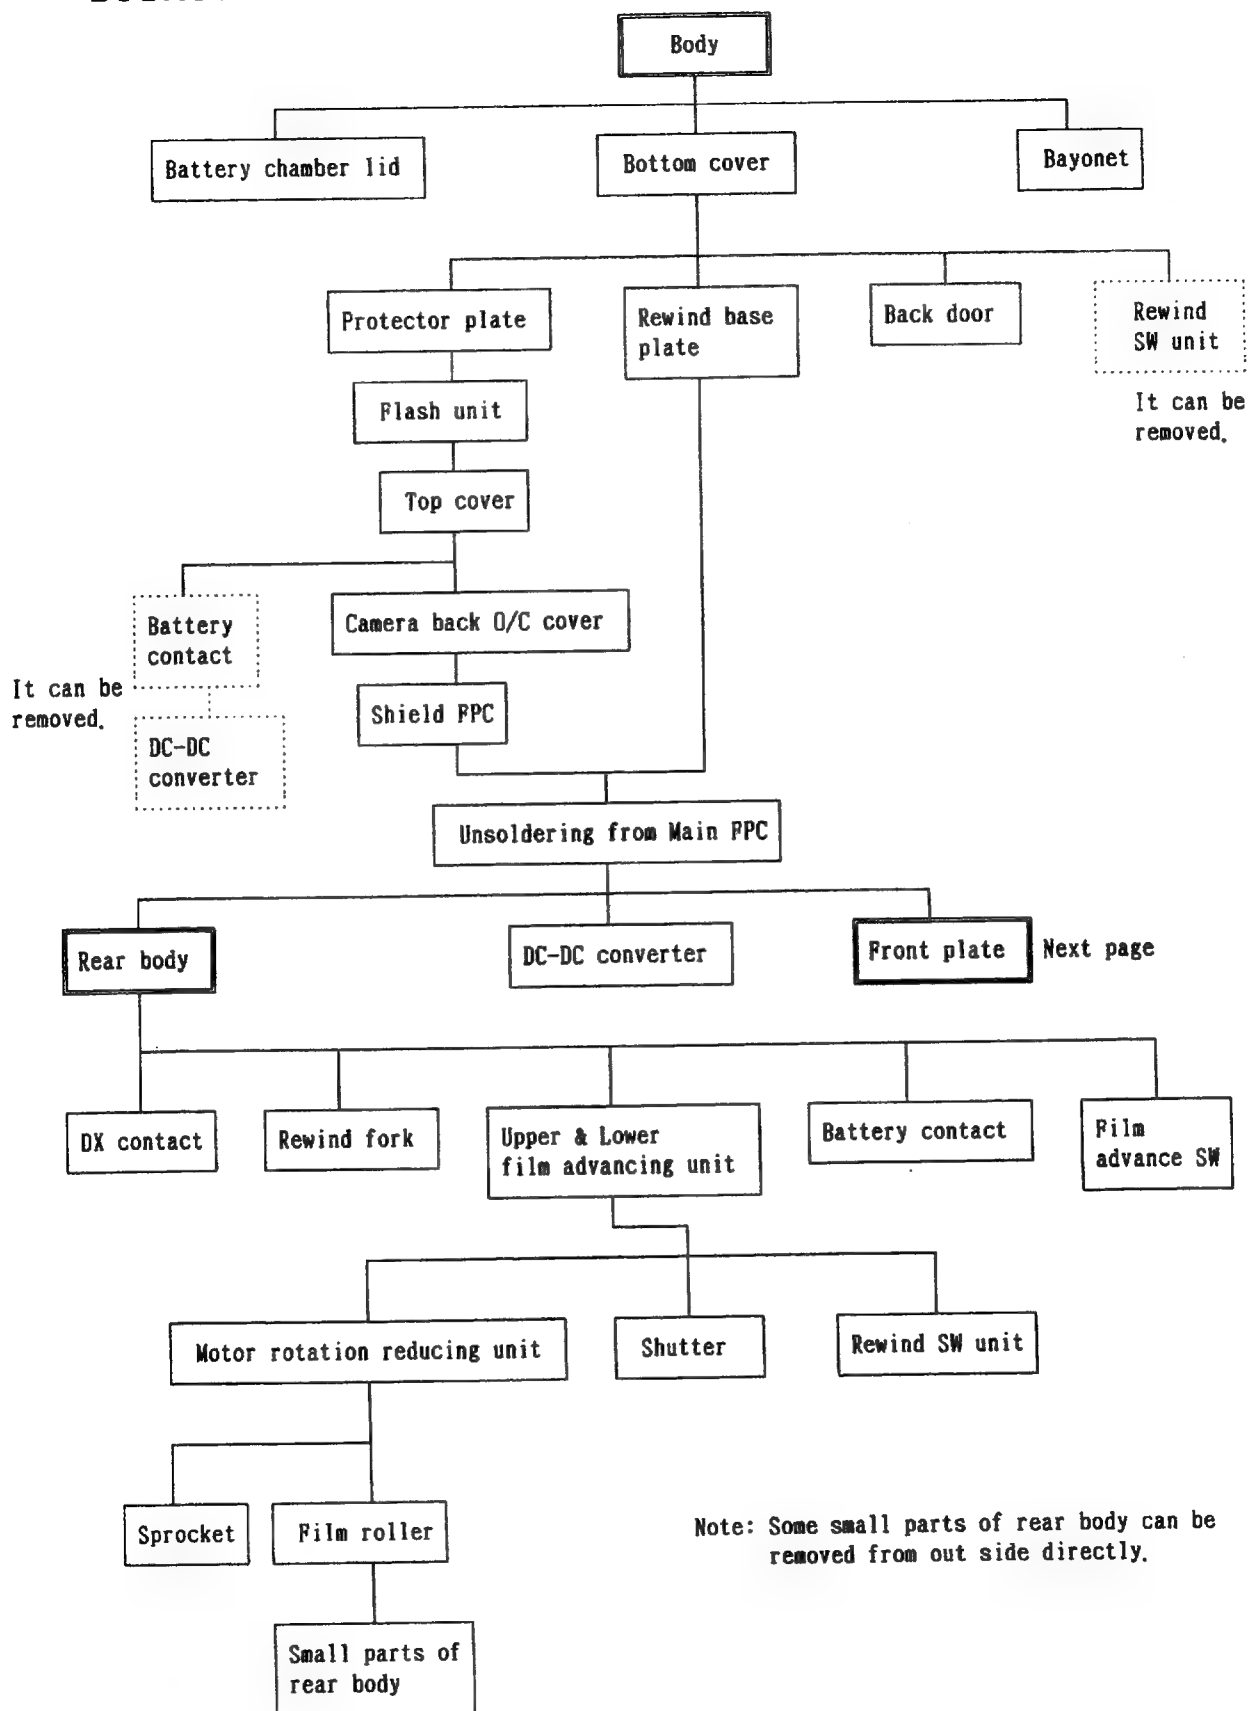 Body
Battery chamber lid
Bottom cover
Bayonet
Protector plate
Rewind base
plate
Back door
Rewind
SW unit
It can be
removed.
Flash unit
Top cover
Battery
contact
Camera back O/C cover
It can be
removed.
Shield FPC
DC-DC
converter
Unsoldering from Main FPC
Rear body
DC-DC converter
Front plate
Next page
DX contact
Rewind fork
Upper & Lower
film advancing unit
Battery contact
Film
advance SW
Motor rotation reducing unit
Shutter
Rewind SW unit
Sprocket
Film roller
Note: Some small parts of rear body can be
removed from out side directly.
Small parts of
rear body